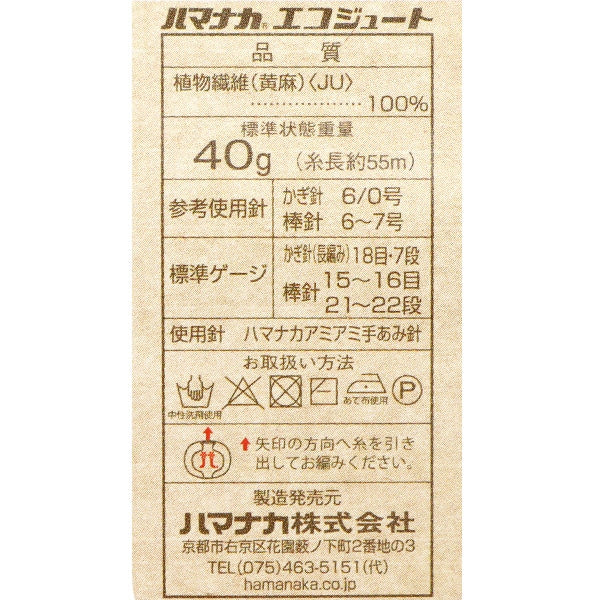 ハマナカ® エコジュート
品質
植物繊維(黄麻)〈JU〉
100%
標準状態重量
40g (糸長約55m)
参考使用針 かぎ針 6/0号
棒針 6〜7号
標準ゲージ かぎ針(長編み)18目・7段
棒針 15〜16目
21〜22段
使用針 ハマナカアミアミ手あみ針
お取扱い方法
中性洗剤使用 あて布使用 P
矢印の方向へ糸を引き
出してお編みください。
製造発売元
ハマナカ株式会社
京都市右京区花園薮ノ下町2番地の3
TEL(075)463-5151(代)
hamanaka.co.jp